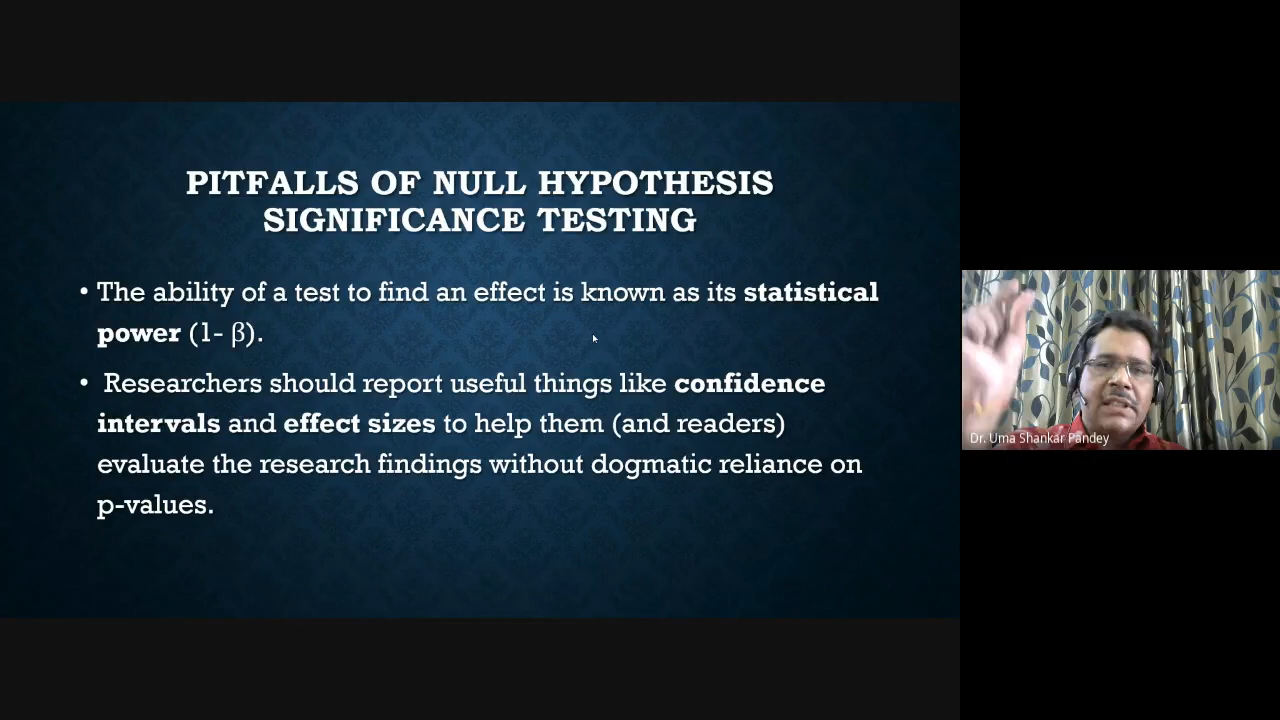 PITFALLS OF NULL HYPOTHESIS
SIGNIFICANCE TESTING
• The ability of a test to find an effect is known as its statistical
power (1- β).
• Researchers should report useful things like confidence
intervals and effect sizes to help them (and readers)
evaluate the research findings without dogmatic reliance on
p-values.
Dr. Uma Shankar Pandey